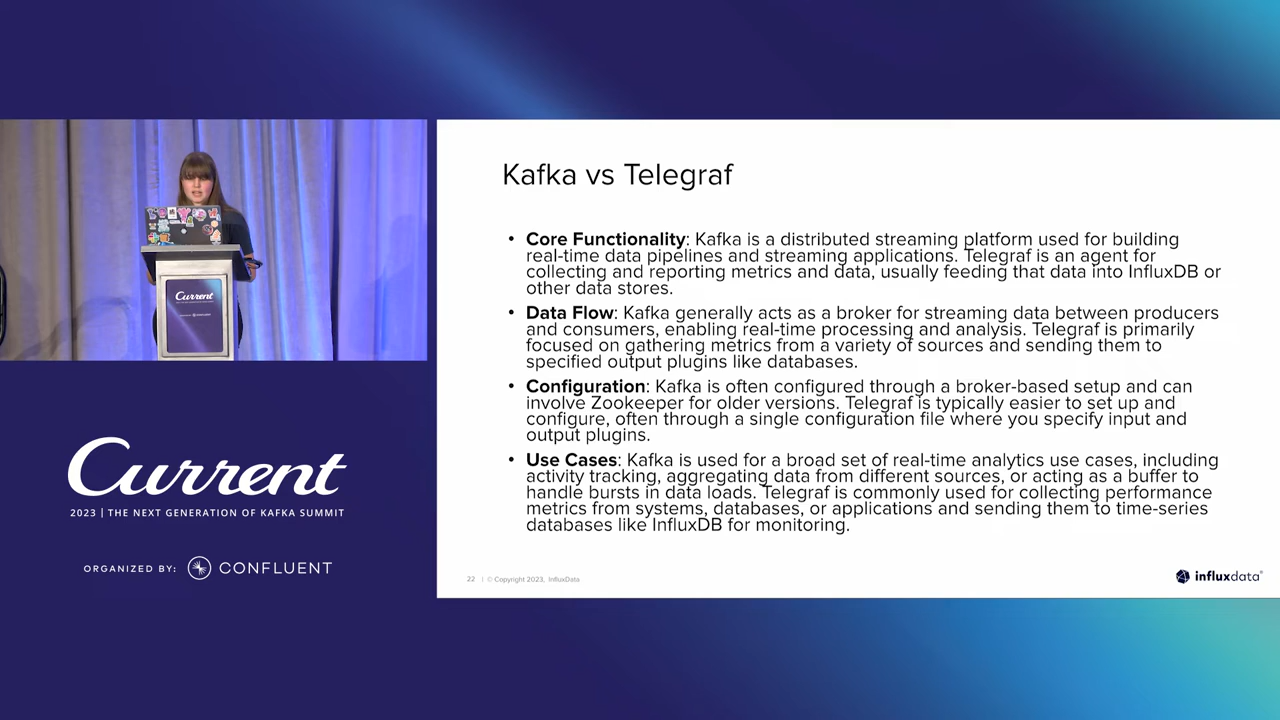 Current
Current
2023 | THE NEXT GENERATION OF KAFKA SUMMIT
ORGANIZED BY: CONFLUENT
Kafka vs Telegraf
• Core Functionality: Kafka is a distributed streaming platform used for building
real-time data pipelines and streaming applications. Telegraf is an agent for
collecting and reporting metrics and data, usually feeding that data into InfluxDB or
other data stores.
• Data Flow: Kafka generally acts as a broker for streaming data between producers
and consumers, enabling real-time processing and analysis. Telegraf is primarily
focused on gathering metrics from a variety of sources and sending them to
specified output plugins like databases.
• Configuration: Kafka is often configured through a broker-based setup and can
involve Zookeeper for older versions. Telegraf is typically easier to set up and
configure, often through a single configuration file where you specify input and
output plugins.
• Use Cases: Kafka is used for a broad set of real-time analytics use cases, including
activity tracking, aggregating data from different sources, or acting as a buffer to
handle bursts in data loads. Telegraf is commonly used for collecting performance
metrics from systems, databases, or applications and sending them to time-series
databases like InfluxDB for monitoring.
22 | © Copyright 2023, InfluxData
influxdata®